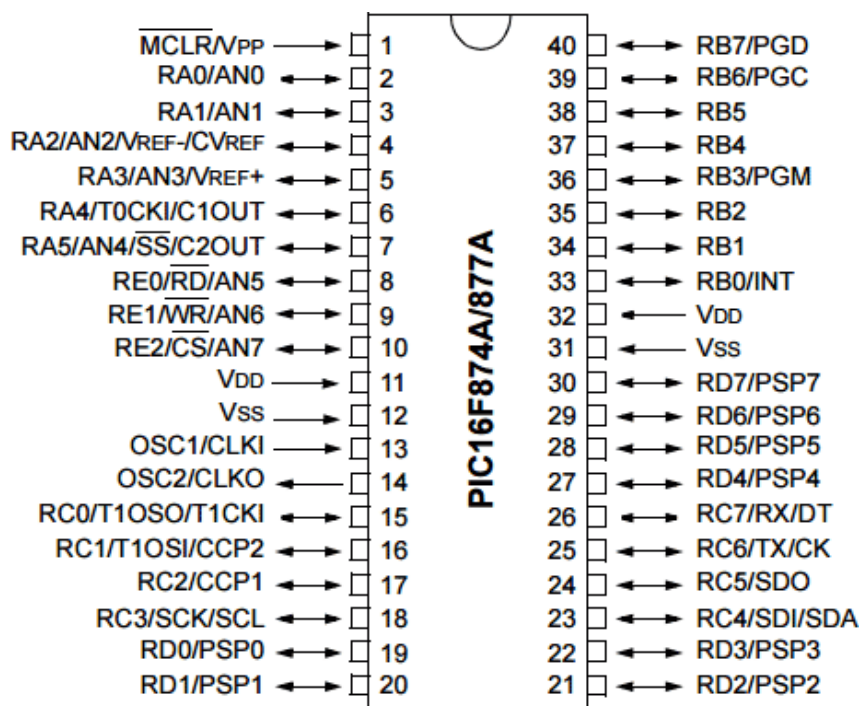 MCLR/VPP 1 40 RB7/PGD
RA0/AN0 2 39 RB6/PGC
RA1/AN1 3 38 RB5
RA2/AN2/VREF-/CVREF 4 37 RB4
RA3/AN3/VREF+ 5 36 RB3/PGM
RA4/T0CKI/C1OUT 6 35 RB2
RA5/AN4/SS/C2OUT 7 34 RB1
RE0/RD/AN5 8 33 RB0/INT
RE1/WR/AN6 9 32 VDD
RE2/CS/AN7 10 31 VSS
VDD 11 30 RD7/PSP7
VSS 12 29 RD6/PSP6
OSC1/CLKI 13 28 RD5/PSP5
OSC2/CLKO 14 27 RD4/PSP4
RC0/T1OSO/T1CKI 15 26 RC7/RX/DT
RC1/T1OSI/CCP2 16 25 RC6/TX/CK
RC2/CCP1 17 24 RC5/SDO
RC3/SCK/SCL 18 23 RC4/SDI/SDA
RD0/PSP0 19 22 RD3/PSP3
RD1/PSP1 20 21 RD2/PSP2
PIC16F874A/877A